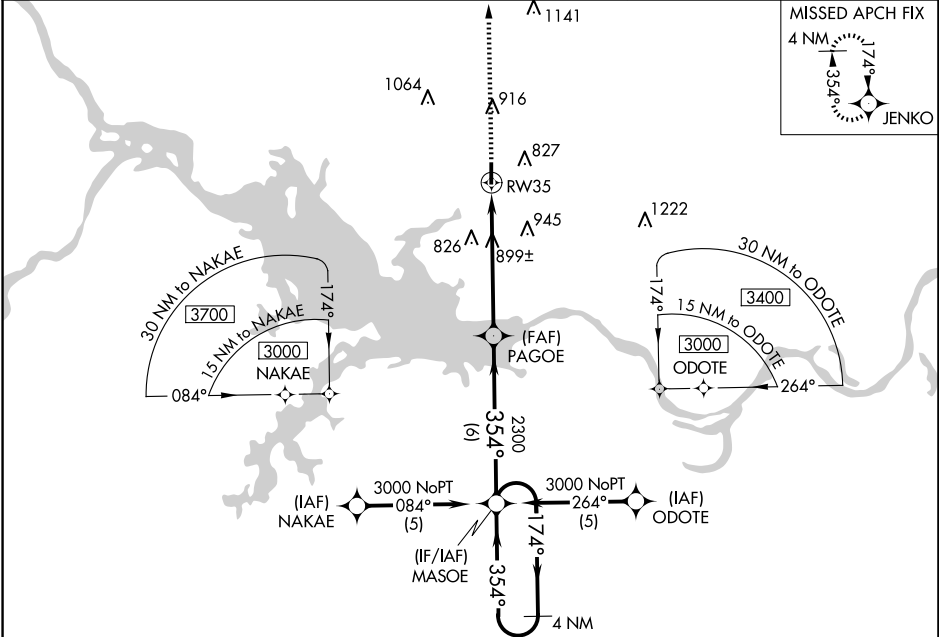 MISSED APCH FIX
4 NM
174°
354°
JENKO
1141
1064
916
827
RW35
1222
945
826
899±
30 NM to NAKAE
3700
174°
15 NM to NAKAE
3000
NAKAE
084°
30 NM to ODOTE
3400
174°
15 NM to ODOTE
3000
ODOTE
264°
(FAF)
PAGOE
2300
354°
(6)
(IAF)
NAKAE
3000 NoPT
084°
(5)
3000 NoPT
264°
(5)
(IAF)
ODOTE
(IF/IAF)
MASOE
174°
354°
4 NM